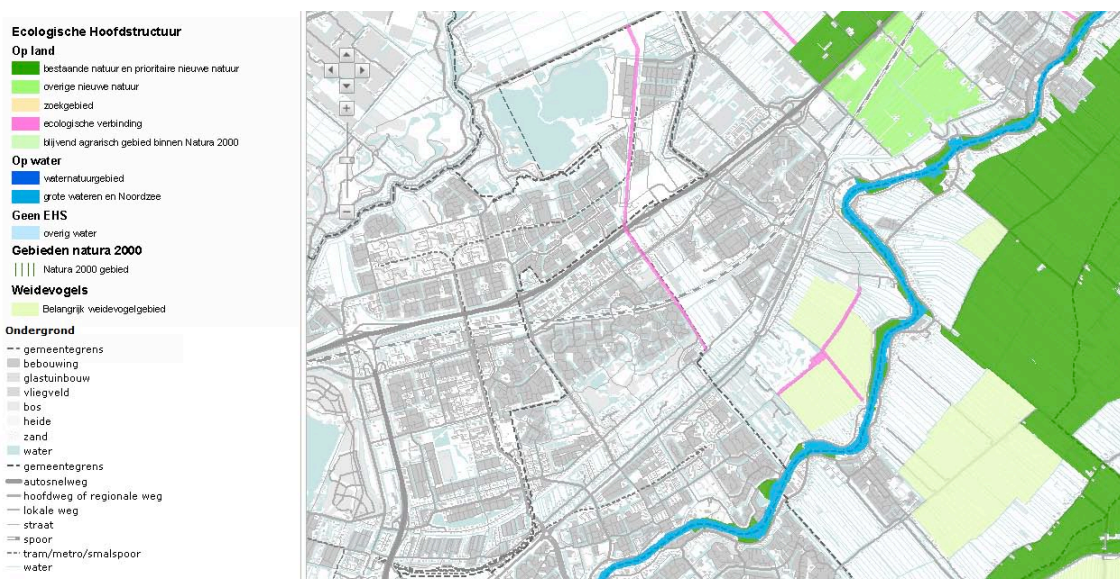 Ecologische Hoofdstructuur
Op land
bestaande natuur en prioritaire nieuwe natuur
overige nieuwe natuur
zoekgebied
ecologische verbinding
blijvend agrarisch gebied binnen Natura 2000
Op water
waternatuurgebied
grote wateren en Noordzee
Geen EHS
overig water
Gebieden natura 2000
Natura 2000 gebied
Weidevogels
Belangrijk weidevogelgebied
Ondergrond
gemeentegrens
bebouwing
glastuinbouw
vliegveld
bos
heide
zand
water
gemeentegrens
autosnelweg
hoofdweg of regionale weg
lokale weg
straat
spoor
tram/metro/smalspoor
water